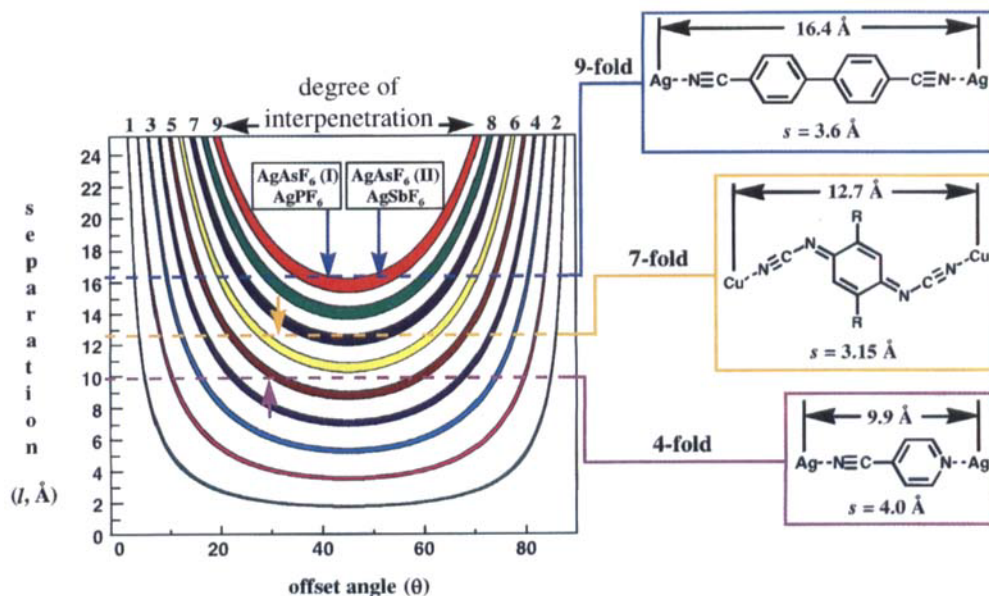 degree of
interpenetration
1 3 5 7 9 8 6 4 2
AgAsF6 (I)
AgPF6
AgAsF6 (II)
AgSbF6
separation
(l, Å)
24
22
20
18
16
14
12
10
8
6
4
2
0
0 20 40 60 80
offset angle (θ)
9-fold
16.4 Å
Ag N≡C C≡N Ag
s = 3.6 Å
7-fold
12.7 Å
R
Cu N≡C N N C≡N Cu
R
s = 3.15 Å
4-fold
9.9 Å
Ag N≡C N Ag
s = 4.0 Å